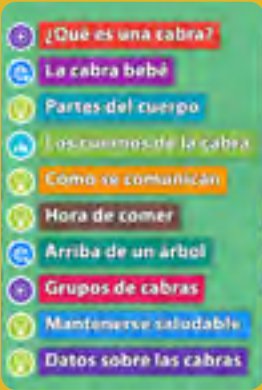 ¿Qué es una cabra?
La cabra bebé
Partes del cuerpo
Los cuernos de la cabra
Cómo se comunican
Hora de comer
Arriba de un árbol
Grupos de cabras
Mantenerse saludable
Datos sobre las cabras